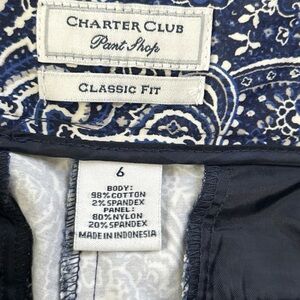 CHARTER CLUB
Pant Shop
CLASSIC FIT
6
BODY:
98% COTTON
2% SPANDEX
PANEL:
80% NYLON
20% SPANDEX
MADE IN INDONESIA